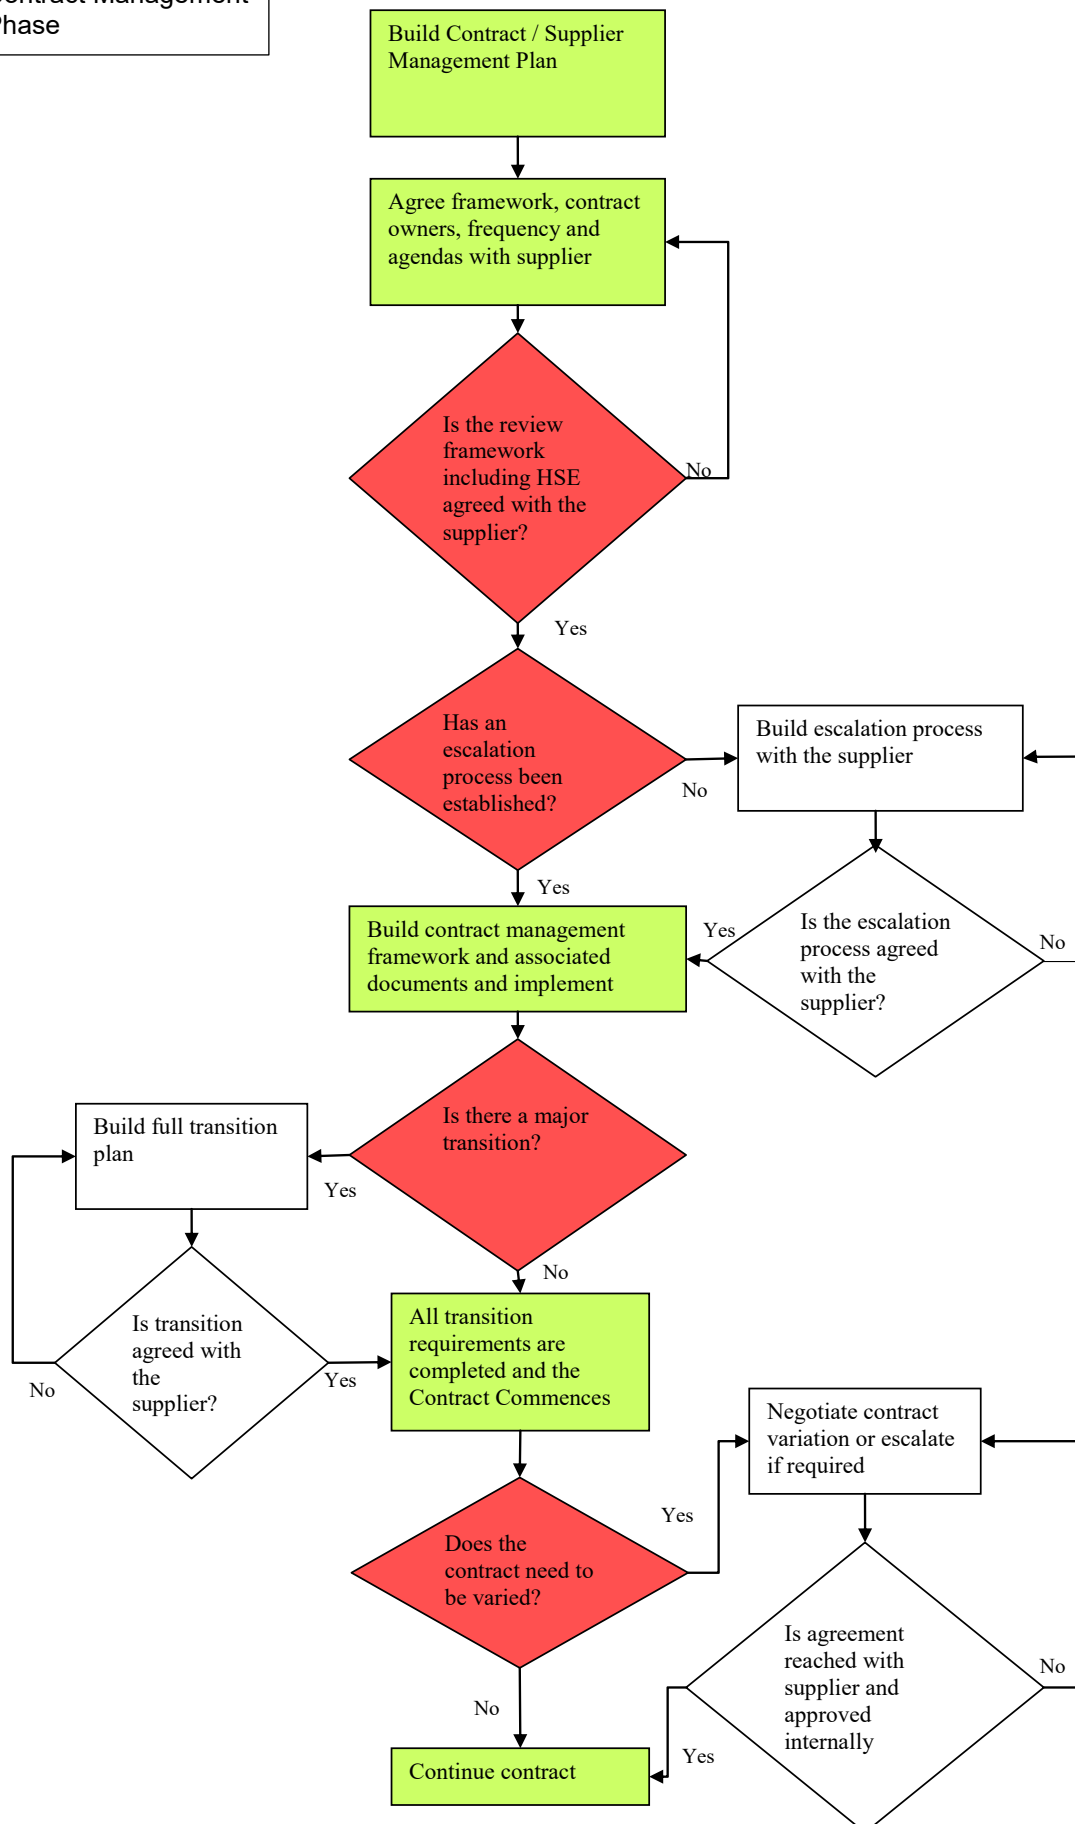 Management
Phase
Build Contract / Supplier
Management Plan
Agree framework, contract
owners, frequency and
agendas with supplier
Is the review
framework
including HSE
agreed with the
supplier?
No
Yes
Has an
escalation
process been
established?
No
Build escalation process
with the supplier
Yes
Build contract management
framework and associated
documents and implement
Yes
Is the escalation
process agreed
with the
supplier?
No
Is there a major
transition?
Yes
Build full transition
plan
No
Is transition
agreed with
the
supplier?
No
Yes
All transition
requirements are
completed and the
Contract Commences
Does the
contract need to
be varied?
Yes
Negotiate contract
variation or escalate
if required
Is agreement
reached with
supplier and
approved
internally
No
No
Yes
Continue contract